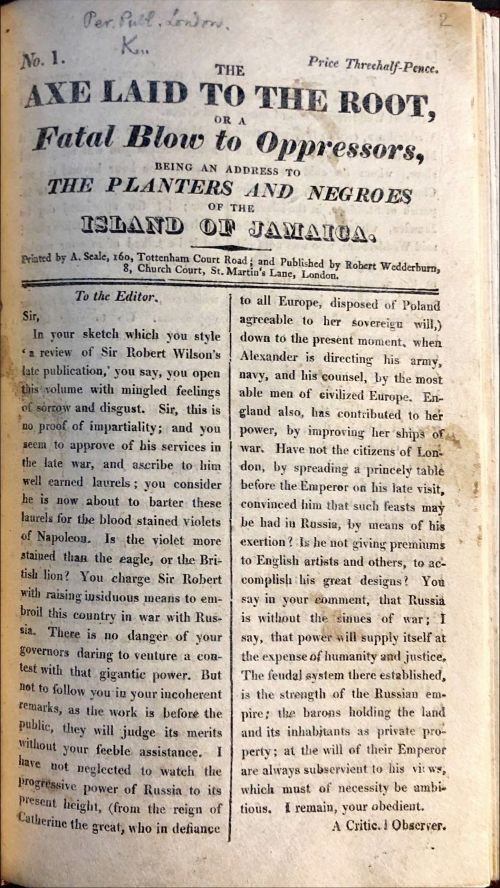 Per. Publ. London.
K...
2
No. 1.
Price Threehalf-Pence.
THE
AXE LAID TO THE ROOT,
OR A
Fatal Blow to Oppressors,
BEING AN ADDRESS TO
THE PLANTERS AND NEGROES
OF THE
ISLAND OF JAMAICA.
Printed by A. Seale, 160, Tottenham Court Road; and Published by Robert Wedderburn,
8, Church Court, St. Martin's Lane, London.
To the Editor.
Sir,
In your sketch which you style
'a review of Sir Robert Wilson's
late publication,' you say, you open
this volume with mingled feelings
of sorrow and disgust. Sir, this is
no proof of impartiality; and you
seem to approve of his services in
the late war, and ascribe to him
well earned laurels; you consider
he is now about to barter these
laurels for the blood stained violets
of Napoleon. Is the violet more
stained than the eagle, or the Bri-
tish lion? You charge Sir Robert
with raising insiduous means to em-
broil this country in war with Rus-
sia. There is no danger of your
governors daring to venture a con-
test with that gigantic power. But
not to follow you in your incoherent
remarks, as the work is before the
public, they will judge its merits
without your feeble assistance. I
have not neglected to watch the
progressive power of Russia to its
present height, (from the reign of
Catherine the great, who in defiance
to all Europe, disposed of Poland
agreeable to her sovereign will,)
down to the present moment, when
Alexander is directing his army,
navy, and his counsel, by the most
able men of civilized Europe. En-
gland also, has contributed to her
power, by improving her ships of
war. Have not the citizens of Lon-
don, by spreading a princely table
before the Emperor on his late visit,
convinced him that such feasts may
be had in Russia, by means of his
exertion? Is he not giving premiums
to English artists and others, to ac-
complish his great designs? You
say in your comment, that Russia
is without the sinues of war; I
say, that power will supply itself at
the expense of humanity and justice.
The feudal system there established,
is the strength of the Russian em-
pire; the barons holding the land
and its inhabitants as private pro-
perty; at the will of their Emperor
are always subservient to his views,
which must of necessity be ambi-
tious. I remain, your obedient.
A Critic. l Observer.